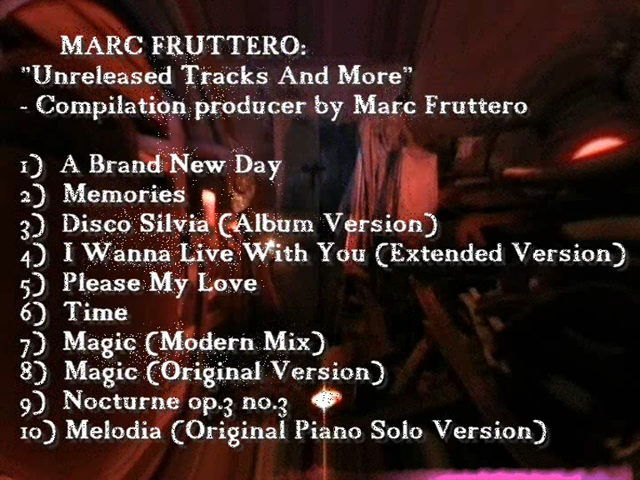 MARC FRUTTERO:
"Unreleased Tracks And More"
- Compilation producer by Marc Fruttero
1) A Brand New Day
2) Memories
3) Disco Silvia (Album Version)
4) I Wanna Live With You (Extended Version)
5) Please My Love
6) Time
7) Magic (Modern Mix)
8) Magic (Original Version)
9) Nocturne op.3 no.3
10) Melodia (Original Piano Solo Version)